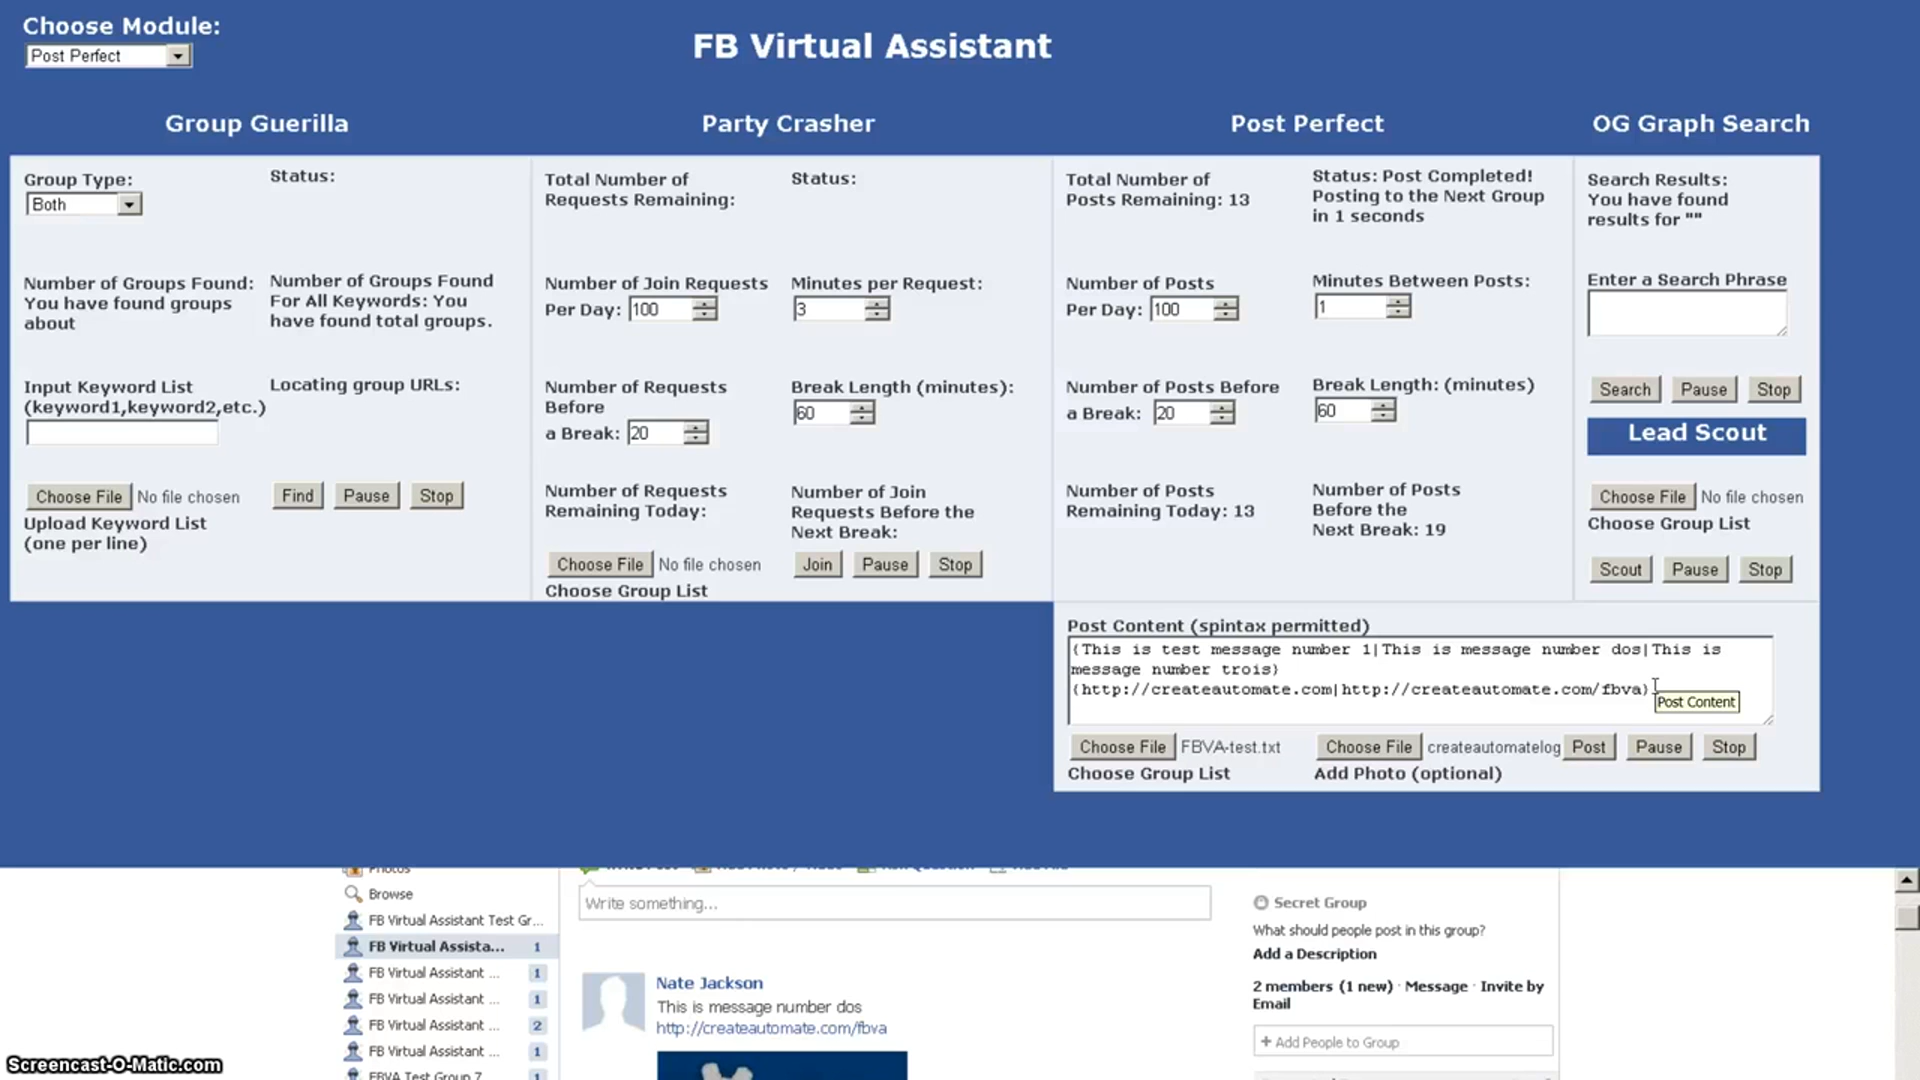 Choose Module:
Post Perfect
FB Virtual Assistant
Group Guerilla
Party Crasher
Post Perfect
OG Graph Search
Group Type:
Both
Status:
Number of Groups Found:
You have found groups
about
Number of Groups Found
For All Keywords: You
have found total groups.
Input Keyword List
(keyword1,keyword2,etc.)
Locating group URLs:
Choose File No file chosen
Upload Keyword List
(one per line)
Find Pause Stop
Total Number of
Requests Remaining:
Status:
Number of Join Requests
Per Day: 100
Minutes per Request:
3
Number of Requests
Before
a Break: 20
Break Length (minutes):
60
Number of Requests
Remaining Today:
Number of Join
Requests Before the
Next Break:
Choose File No file chosen
Choose Group List
Join Pause Stop
Total Number of
Posts Remaining: 13
Status: Post Completed!
Posting to the Next Group
in 1 seconds
Number of Posts
Per Day: 100
Minutes Between Posts:
1
Number of Posts Before
a Break: 20
Break Length: (minutes)
60
Number of Posts
Remaining Today: 13
Number of Posts
Before the
Next Break: 19
Search Results:
You have found
results for ""
Enter a Search Phrase
Search Pause Stop
Lead Scout
Choose File No file chosen
Choose Group List
Scout Pause Stop
Post Content (spintax permitted)
{This is test message number 1|This is message number dos|This is
message number trois}
{http://createautomate.com|http://createautomate.com/fbva}
Post Content
Choose File FBVA-test.txt
Choose Group List
Choose File createautomatelog
Add Photo (optional)
Post Pause Stop
Photos
Browse
FB Virtual Assistant Test Gr...
FB Virtual Assista... 1
FB Virtual Assistant ... 1
FB Virtual Assistant ... 1
FB Virtual Assistant ... 2
FB Virtual Assistant ... 1
FBVA Test Group 7 1
Write something...
Nate Jackson
This is message number dos
http://createautomate.com/fbva
Secret Group
What should people post in this group?
Add a Description
2 members (1 new) · Message · Invite by
Email
+ Add People to Group
Screencast-O-Matic.com